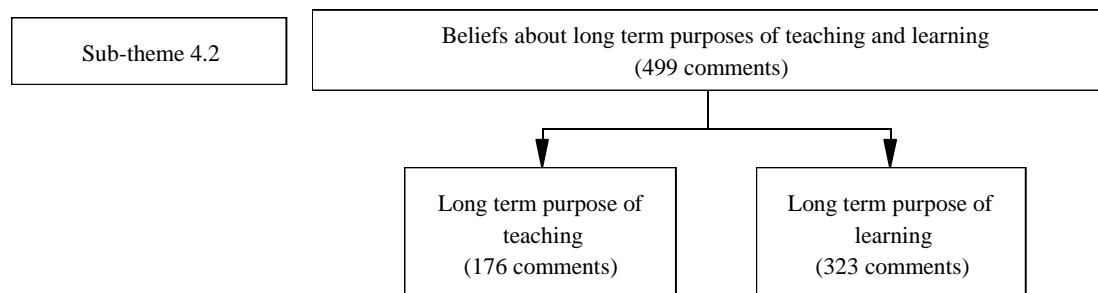 Sub-theme 4.2
Beliefs about long term purposes of teaching and learning
(499 comments)
Long term purpose of
teaching
(176 comments)
Long term purpose of
learning
(323 comments)